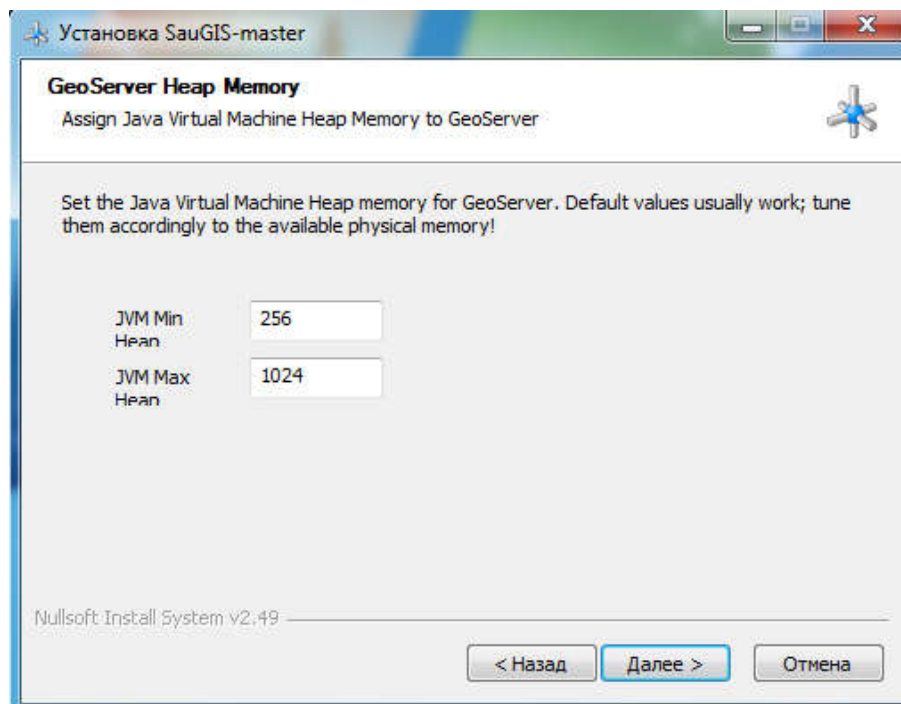 Установка SauGIS-master
GeoServer Heap Memory
Assign Java Virtual Machine Heap Memory to GeoServer
Set the Java Virtual Machine Heap memory for GeoServer. Default values usually work; tune
them accordingly to the available physical memory!
JVM Min
Heap
256
JVM Max
Heap
1024
Nullsoft Install System v2.49
< Назад
Далее >
Отмена